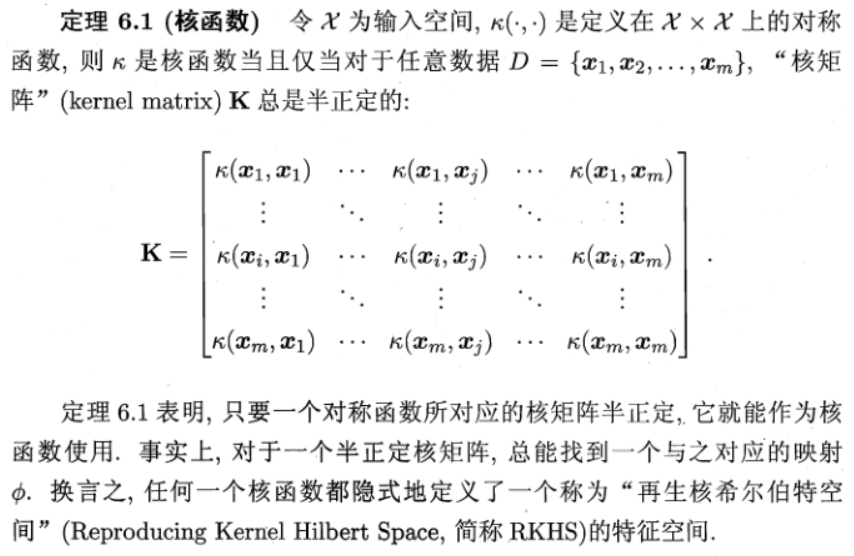 定理 6.1 (核函数) 令 𝒳 为输入空间, κ(·,·) 是定义在 𝒳 × 𝒳 上的对称
函数, 则 κ 是核函数当且仅当对于任意数据 D = {x₁, x₂, . . . , xₘ}, “核矩
阵”(kernel matrix) K 总是半正定的:
κ(x₁, x₁) ··· κ(x₁, xⱼ) ··· κ(x₁, xₘ)
⋮ ⋱ ⋮ ⋱ ⋮
K = κ(xᵢ, x₁) ··· κ(xᵢ, xⱼ) ··· κ(xᵢ, xₘ) .
⋮ ⋱ ⋮ ⋱ ⋮
κ(xₘ, x₁) ··· κ(xₘ, xⱼ) ··· κ(xₘ, xₘ)
定理 6.1 表明, 只要一个对称函数所对应的核矩阵半正定, 它就能作为核
函数使用. 事实上, 对于一个半正定核矩阵, 总能找到一个与之对应的映射
ϕ. 换言之, 任何一个核函数都隐式地定义了一个称为“再生核希尔伯特空
间”(Reproducing Kernel Hilbert Space, 简称 RKHS)的特征空间.